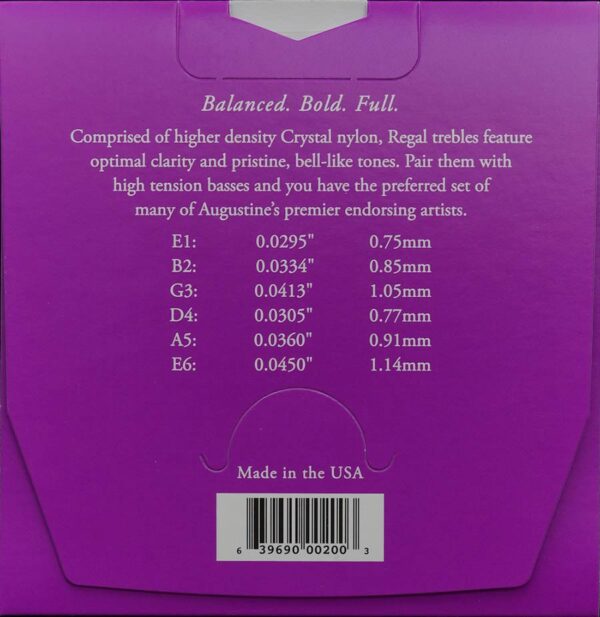 Balanced. Bold. Full.
Comprised of higher density Crystal nylon, Regal trebles feature
optimal clarity and pristine, bell-like tones. Pair them with
high tension basses and you have the preferred set of
many of Augustine's premier endorsing artists.
E1: 0.0295" 0.75mm
B2: 0.0334" 0.85mm
G3: 0.0413" 1.05mm
D4: 0.0305" 0.77mm
A5: 0.0360" 0.91mm
E6: 0.0450" 1.14mm
Made in the USA
6 39690 00200 3